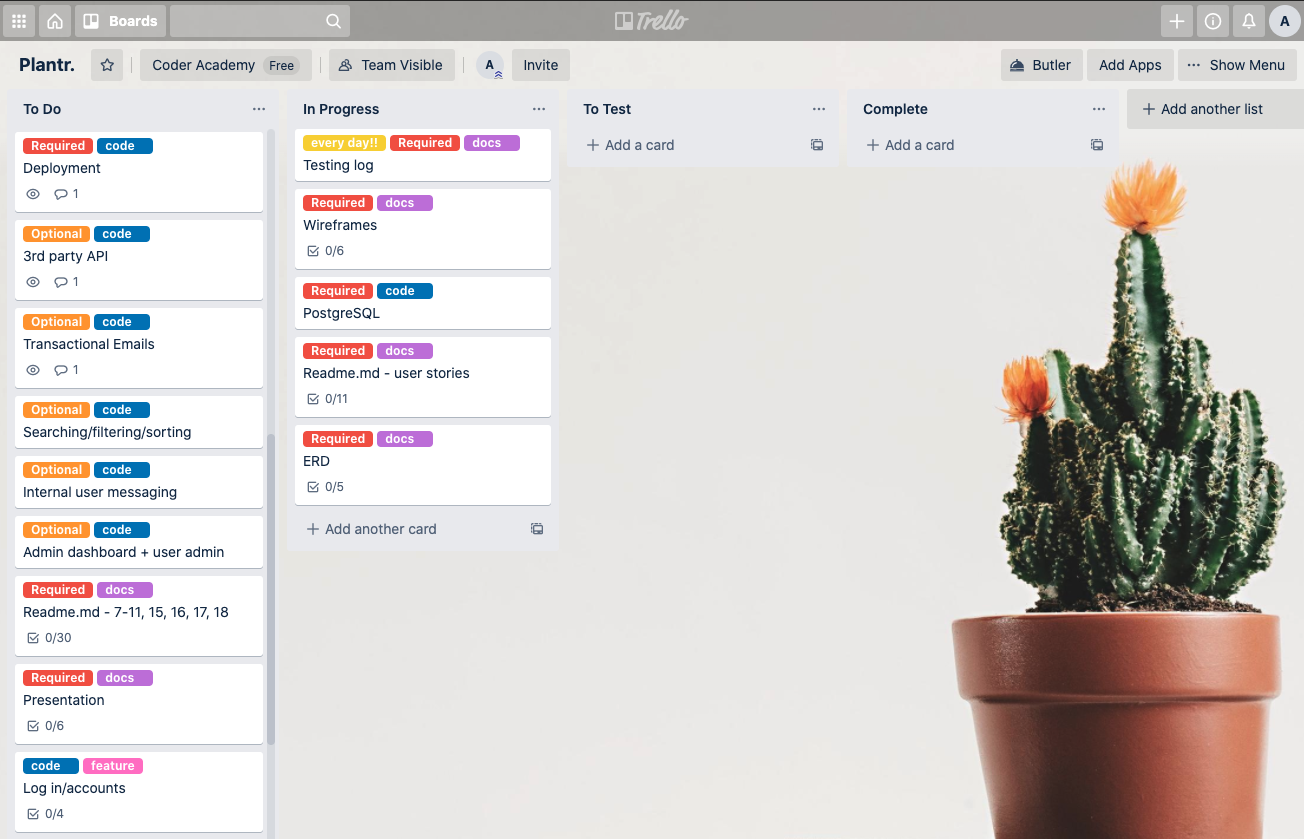 Boards
Trello
A
Plantr.
Coder Academy Free
Team Visible
A
Invite
Butler
Add Apps
Show Menu
To Do
Required code
Deployment
1
Optional code
3rd party API
1
Optional code
Transactional Emails
1
Optional code
Searching/filtering/sorting
Optional code
Internal user messaging
Optional code
Admin dashboard + user admin
Required docs
Readme.md - 7-11, 15, 16, 17, 18
0/30
Required docs
Presentation
0/6
code feature
Log in/accounts
0/4
In Progress
every day!! Required docs
Testing log
Required docs
Wireframes
0/6
Required code
PostgreSQL
Required docs
Readme.md - user stories
0/11
Required docs
ERD
0/5
Add another card
To Test
Add a card
Complete
Add a card
Add another list